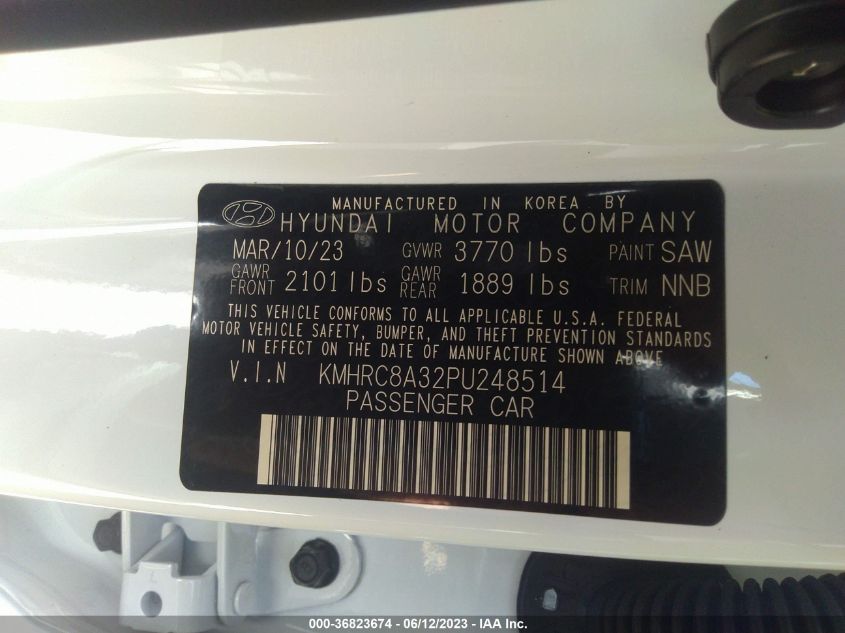 MANUFACTURED IN KOREA BY
HYUNDAI MOTOR COMPANY
MAR/10/23 GVWR 3770 lbs PAINT SAW
GAWR FRONT 2101 lbs GAWR REAR 1889 lbs TRIM NNB
THIS VEHICLE CONFORMS TO ALL APPLICABLE U.S.A. FEDERAL
MOTOR VEHICLE SAFETY, BUMPER, AND THEFT PREVENTION STANDARDS
IN EFFECT ON THE DATE OF MANUFACTURE SHOWN ABOVE
V.I.N KMHRC8A32PU248514
PASSENGER CAR
000-36823674 - 06/12/2023 - IAA Inc.